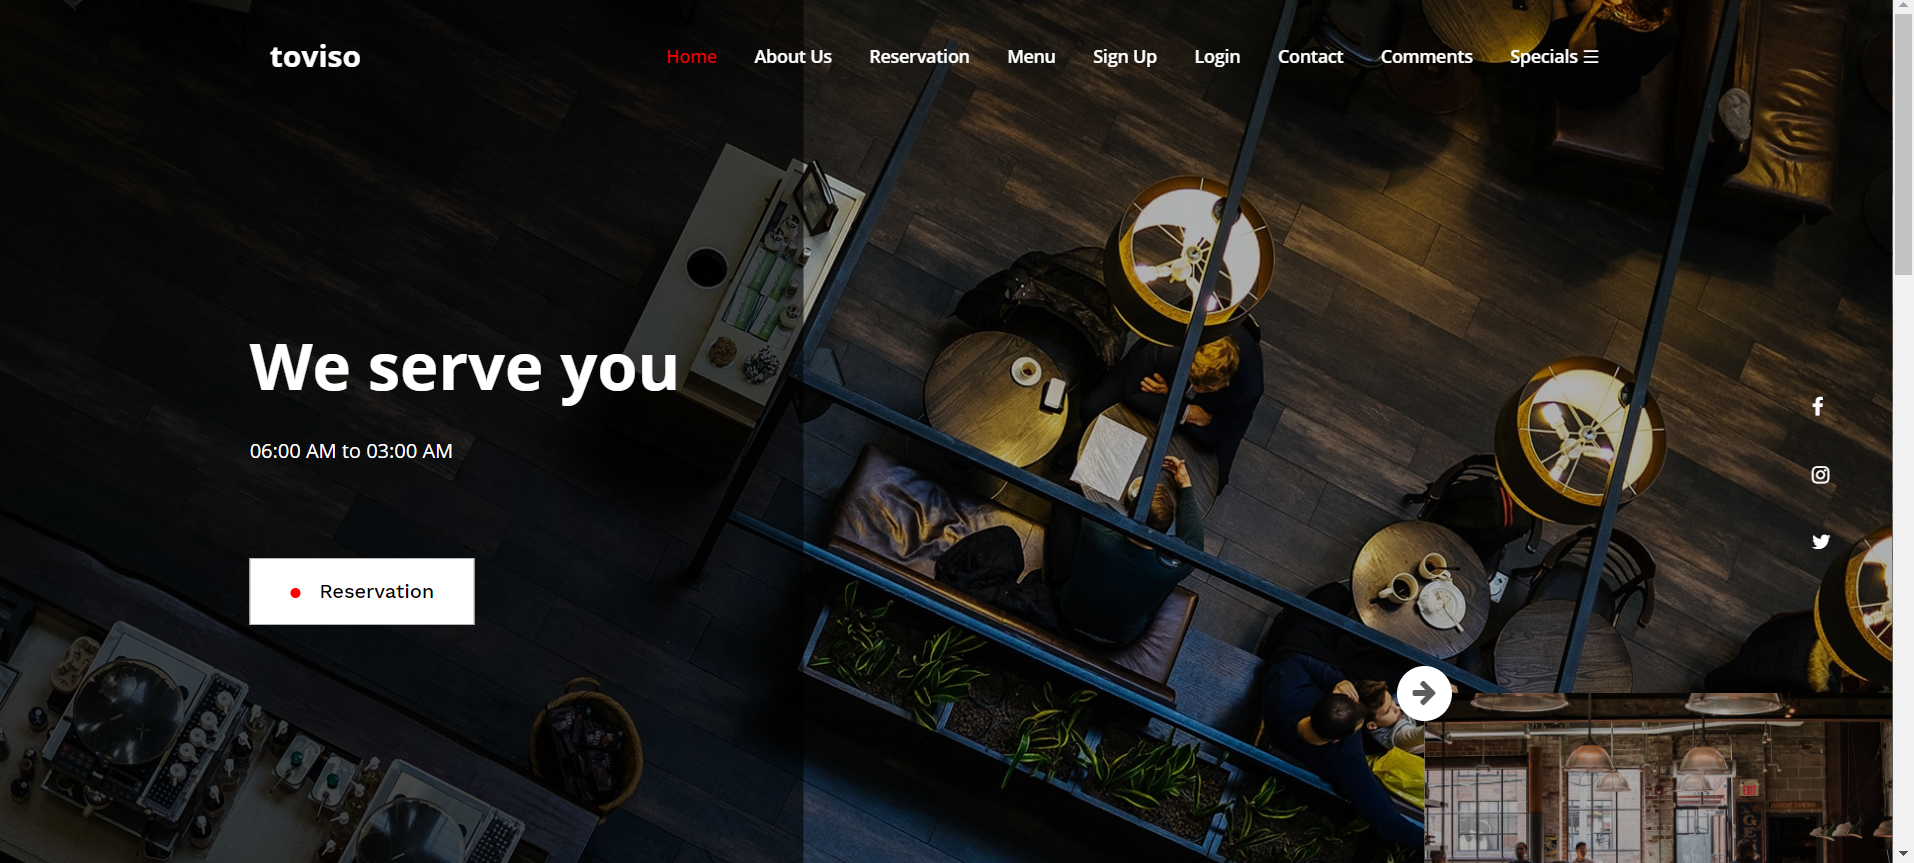 toviso
Home About Us Reservation Menu Sign Up Login Contact Comments Specials
We serve you
06:00 AM to 03:00 AM
Reservation
EXIT